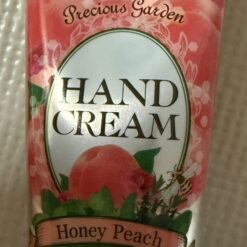 Precious Garden
HAND
CREAM
Honey Peach